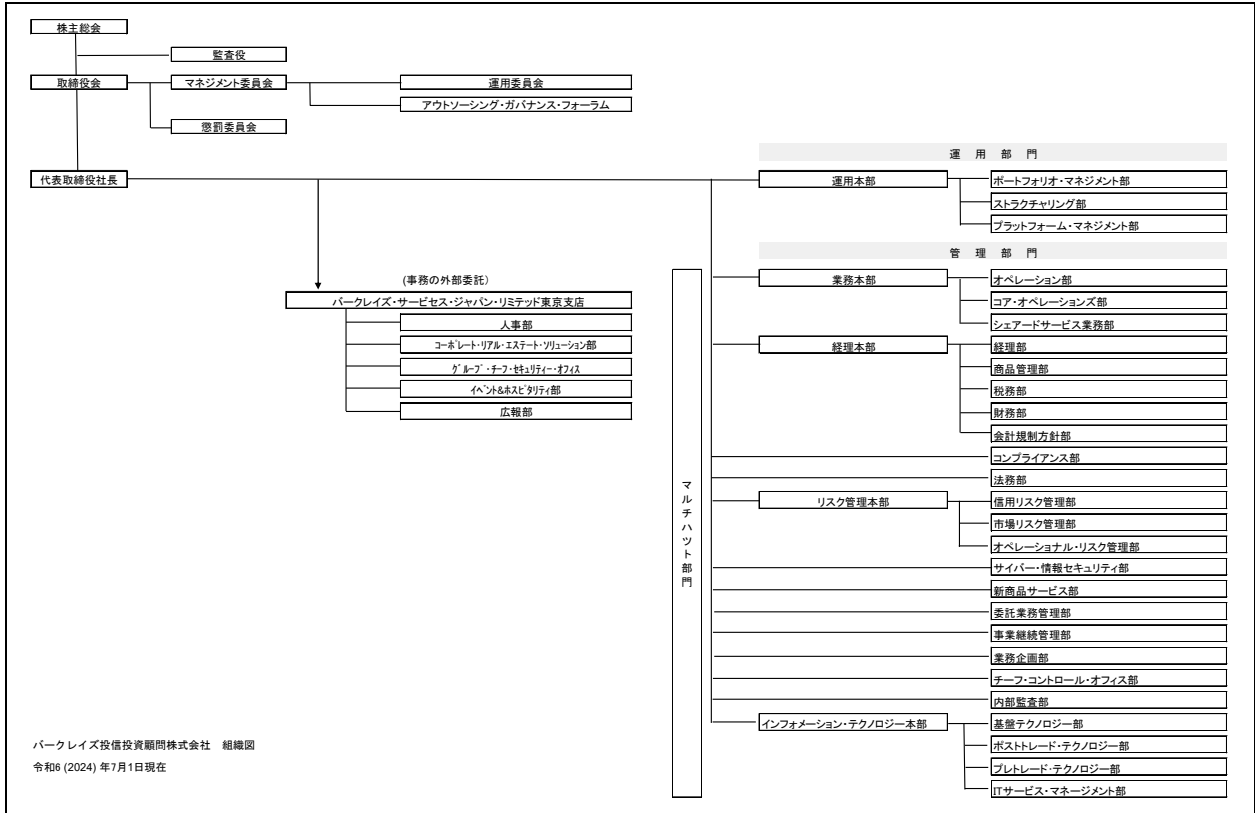 株主総会
監査役
取締役会
マネジメント委員会
運用委員会
アウトソーシング・ガバナンス・フォーラム
懲罰委員会
代表取締役社長
運用部門
運用本部
ポートフォリオ・マネジメント部
ストラクチャリング部
プラットフォーム・マネジメント部
(事務の外部委託)
バークレイズ・サービセス・ジャパン・リミテッド東京支店
人事部
コーポレート・リアル・エステート・ソリューション部
グループ・チーフ・セキュリティー・オフィス
イベント&ホスピタリティ部
広報部
マルチハツト部門
管理部門
業務本部
オペレーション部
コア・オペレーションズ部
シェアードサービス業務部
経理本部
経理部
商品管理部
税務部
財務部
会計規制方針部
コンプライアンス部
法務部
リスク管理本部
信用リスク管理部
市場リスク管理部
オペレーショナル・リスク管理部
サイバー・情報セキュリティ部
新商品サービス部
委託業務管理部
事業継続管理部
業務企画部
チーフ・コントロール・オフィス部
内部監査部
インフォメーション・テクノロジー本部
基盤テクノロジー部
ポストトレード・テクノロジー部
プレトレード・テクノロジー部
ITサービス・マネージメント部
バークレイズ投信投資顧問株式会社 組織図
令和6 (2024) 年7月1日現在